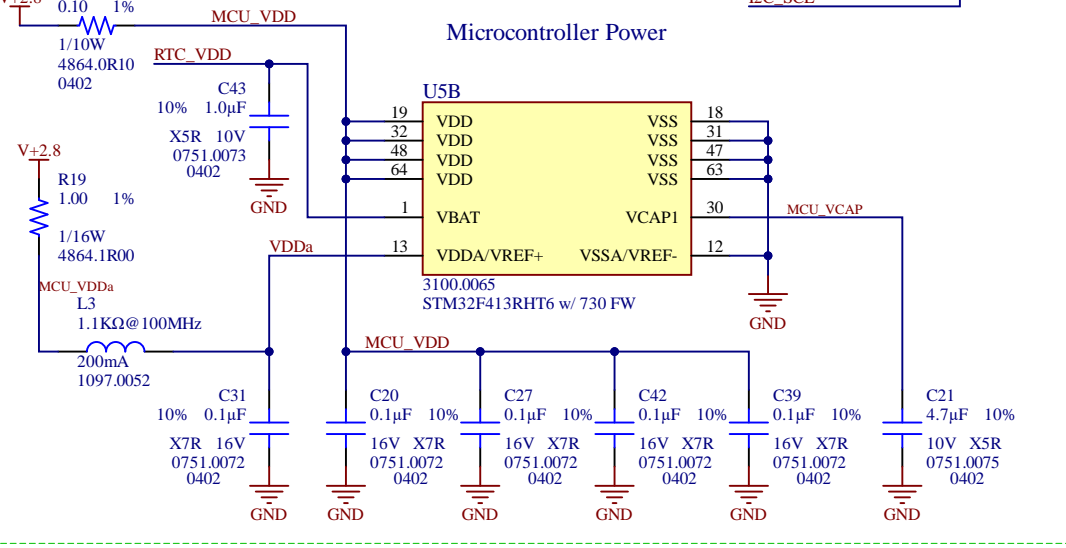 V+2.8
0.10 1%
MCU_VDD
I2C_SCL
Microcontroller Power
1/10W
4864.0R10
0402
RTC_VDD
C43
10% 1.0µF
X5R 10V
0751.0073
0402
GND
U5B
19 VDD VSS 18
32 VDD VSS 31
48 VDD VSS 47
64 VDD VSS 63
1 VBAT VCAP1 30
MCU_VCAP
VDDa
13 VDDA/VREF+ VSSA/VREF- 12
3100.0065
STM32F413RHT6 w/ 730 FW
GND
V+2.8
R19
1.00 1%
1/16W
4864.1R00
MCU_VDDa
L3
1.1KΩ@100MHz
200mA
1097.0052
MCU_VDD
C31
10% 0.1µF
X7R 16V
0751.0072
0402
GND
C20
0.1µF 10%
16V X7R
0751.0072
0402
GND
C27
0.1µF 10%
16V X7R
0751.0072
0402
GND
C42
0.1µF 10%
16V X7R
0751.0072
0402
GND
C39
0.1µF 10%
16V X7R
0751.0072
0402
GND
C21
4.7µF 10%
10V X5R
0751.0075
0402
GND